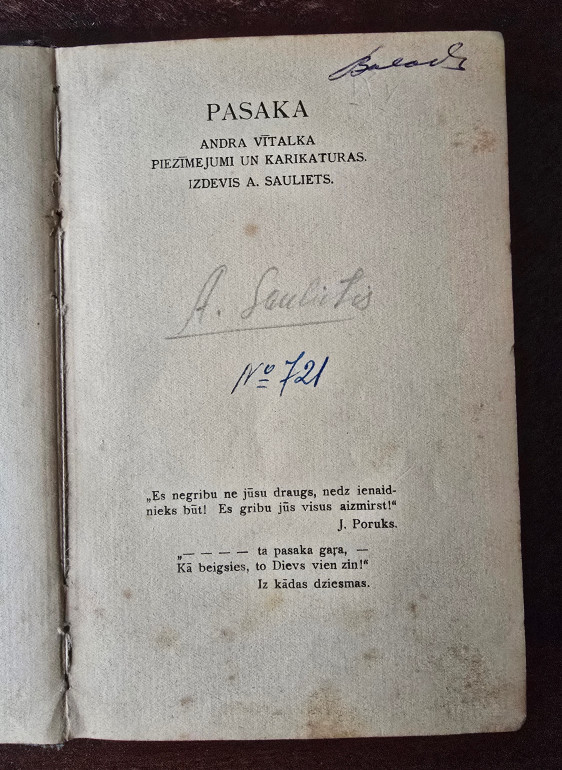 PASAKA
ANDRA VĪTALKA
PIEZĪMEJUMI UN KARIKATURAS.
IZDEVIS A. SAULIETS.
A. Saulietis
№ 721
„Es negribu ne jūsu draugs, nedz ienaid-
nieks būt! Es gribu jūs visus aizmirst!“
J. Poruks.
„— — — — ta pasaka gaŗa, —
Kā beigsies, to Dievs vien zin!“
Iz kādas dziesmas.